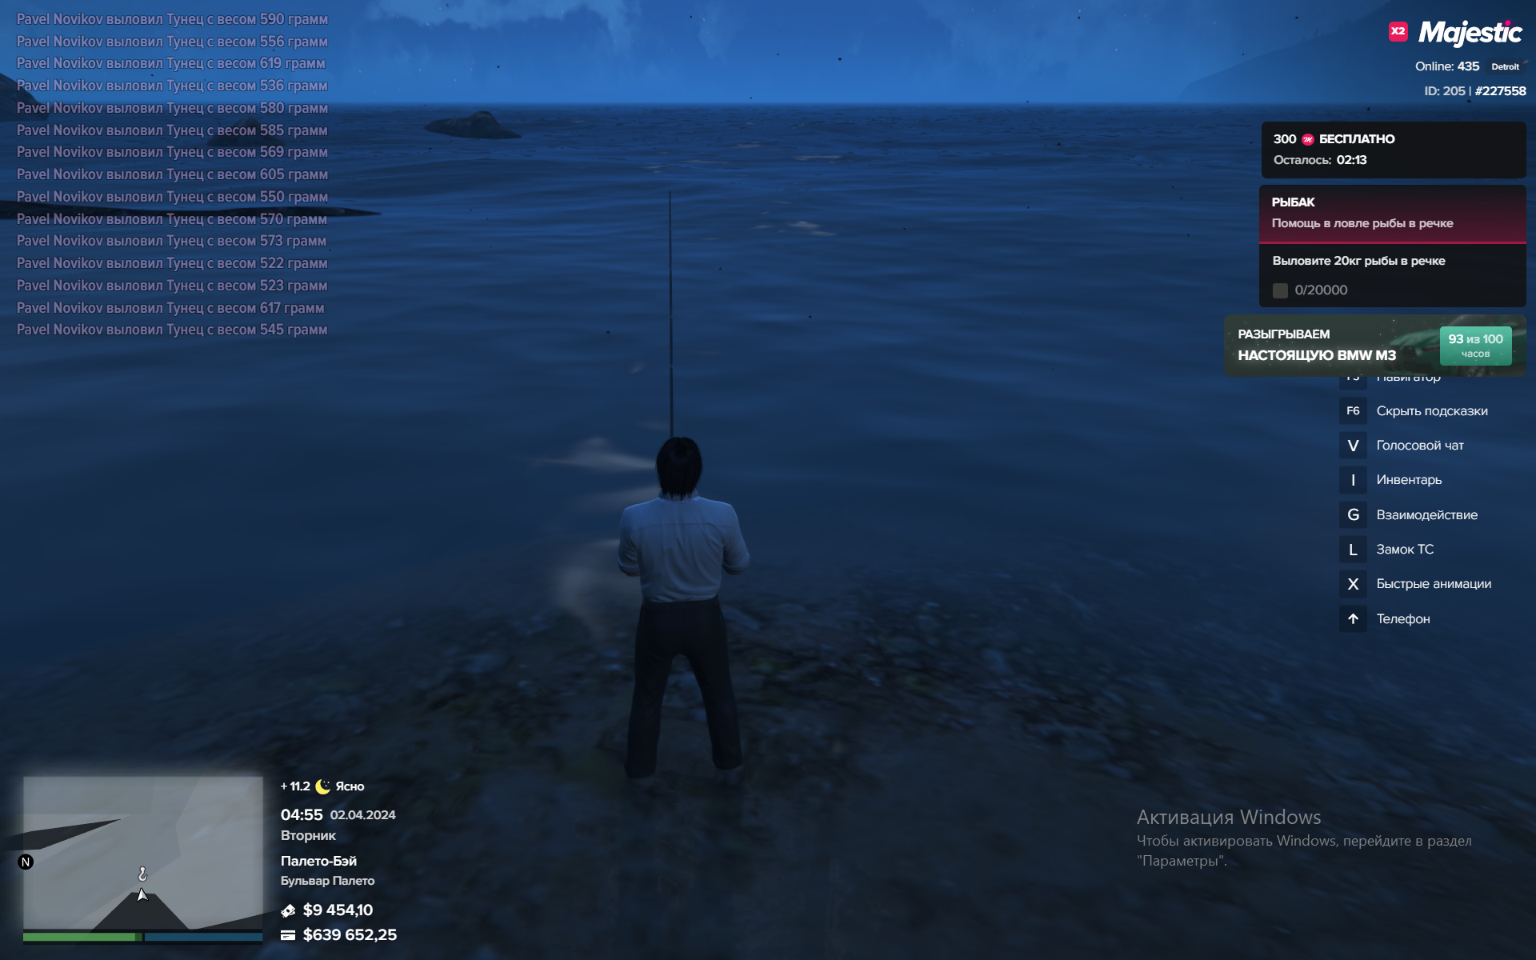 Pavel Novikov выловил Тунец с весом 590 грамм
Pavel Novikov выловил Тунец с весом 556 грамм
Pavel Novikov выловил Тунец с весом 619 грамм
Pavel Novikov выловил Тунец с весом 536 грамм
Pavel Novikov выловил Тунец с весом 580 грамм
Pavel Novikov выловил Тунец с весом 585 грамм
Pavel Novikov выловил Тунец с весом 569 грамм
Pavel Novikov выловил Тунец с весом 605 грамм
Pavel Novikov выловил Тунец с весом 550 грамм
Pavel Novikov выловил Тунец с весом 570 грамм
Pavel Novikov выловил Тунец с весом 573 грамм
Pavel Novikov выловил Тунец с весом 522 грамм
Pavel Novikov выловил Тунец с весом 523 грамм
Pavel Novikov выловил Тунец с весом 617 грамм
Pavel Novikov выловил Тунец с весом 545 грамм
X2 Majestic
Online: 435 Detroit
ID: 205 | #227558
300 БЕСПЛАТНО
Осталось: 02:13
РЫБАК
Помощь в ловле рыбы в речке
Выловите 20кг рыбы в речке
0/20000
РАЗЫГРЫВАЕМ
НАСТОЯЩУЮ BMW M3
93 из 100
часов
Навигатор
F6 Скрыть подсказки
V Голосовой чат
I Инвентарь
G Взаимодействие
L Замок ТС
X Быстрые анимации
Телефон
N
+ 11.2 Ясно
04:55 02.04.2024
Вторник
Палето-Бэй
Бульвар Палето
$9 454,10
$639 652,25
Активация Windows
Чтобы активировать Windows, перейдите в раздел
"Параметры".